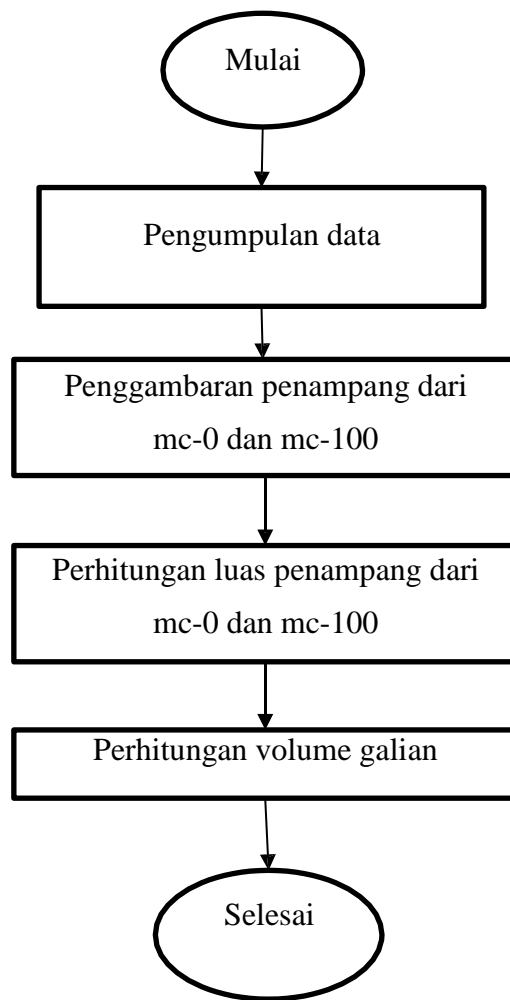 Mulai
Pengumpulan data
Penggambaran penampang dari
mc-0 dan mc-100
Perhitungan luas penampang dari
mc-0 dan mc-100
Perhitungan volume galian
Selesai